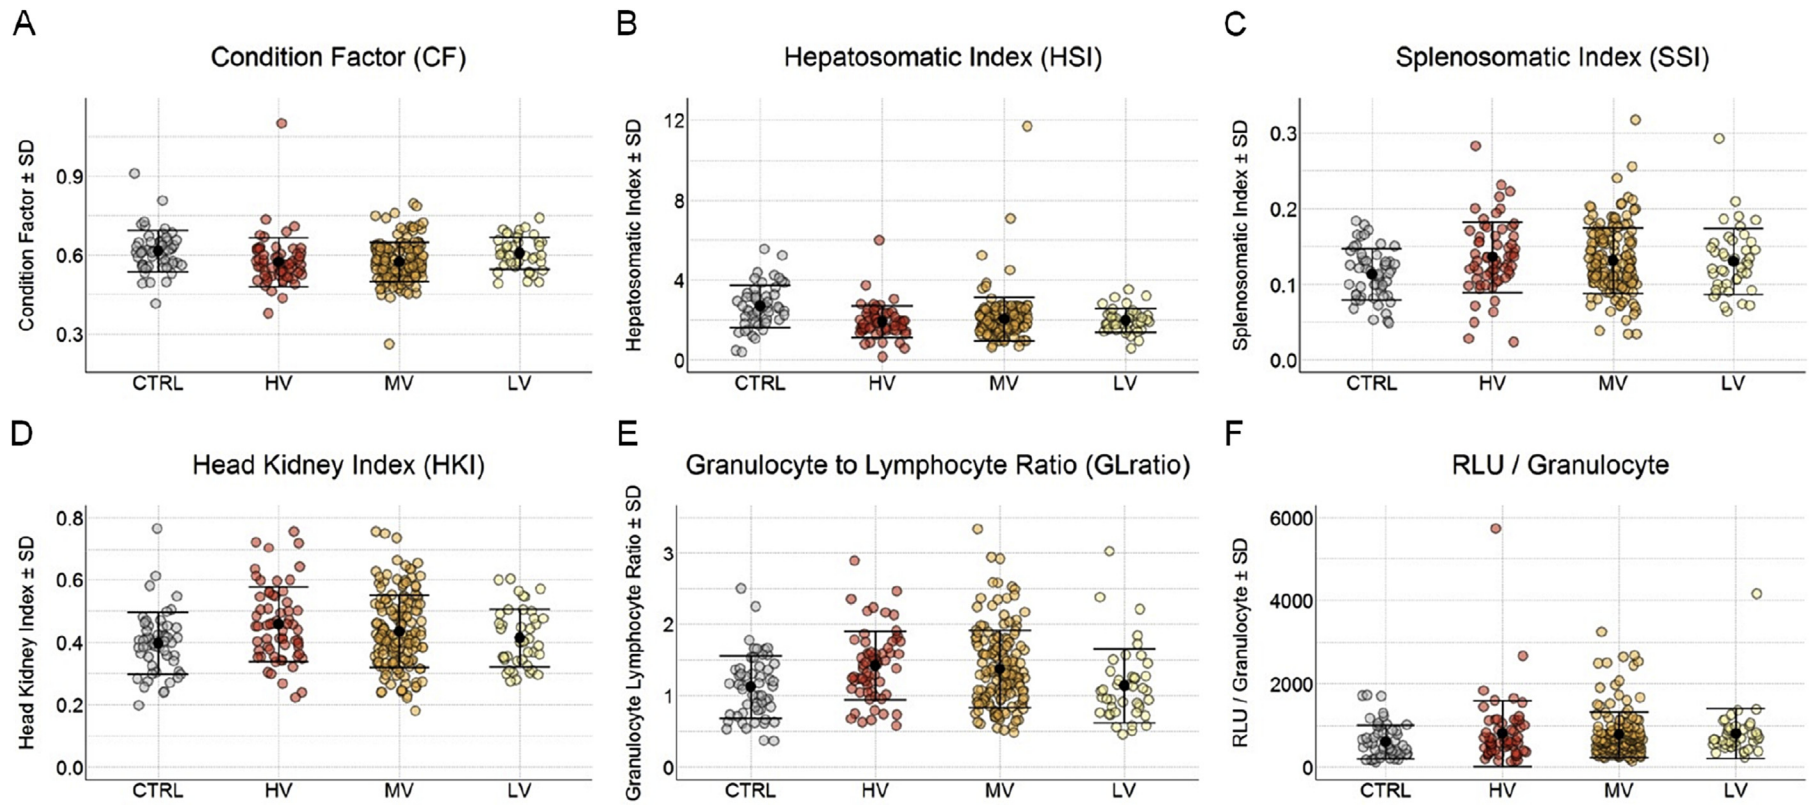 A
Condition Factor (CF)
Condition Factor ± SD
0.9
0.6
0.3
CTRL HV MV LV
B
Hepatosomatic Index (HSI)
Hepatosomatic Index ± SD
12
8
4
0
CTRL HV MV LV
C
Splenosomatic Index (SSI)
Splenosomatic Index ± SD
0.3
0.2
0.1
0.0
CTRL HV MV LV
D
Head Kidney Index (HKI)
Head Kidney Index ± SD
0.8
0.6
0.4
0.2
0.0
CTRL HV MV LV
E
Granulocyte to Lymphocyte Ratio (GLratio)
Granulocyte Lymphocyte Ratio ± SD
3
2
1
0
CTRL HV MV LV
F
RLU / Granulocyte
RLU / Granulocyte ± SD
6000
4000
2000
0
CTRL HV MV LV